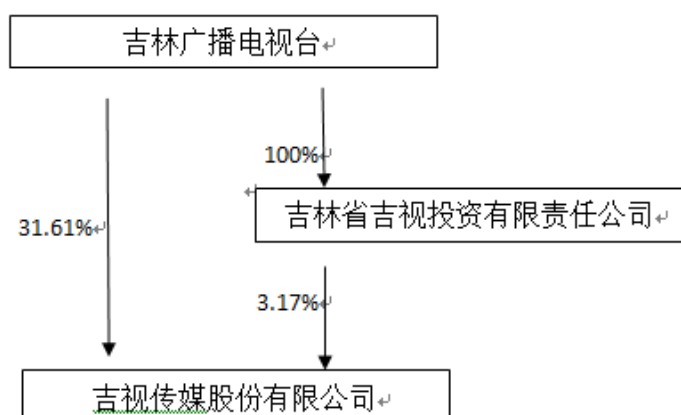 吉林广播电视台
100%
吉林省吉视投资有限责任公司
31.61%
3.17%
吉视传媒股份有限公司